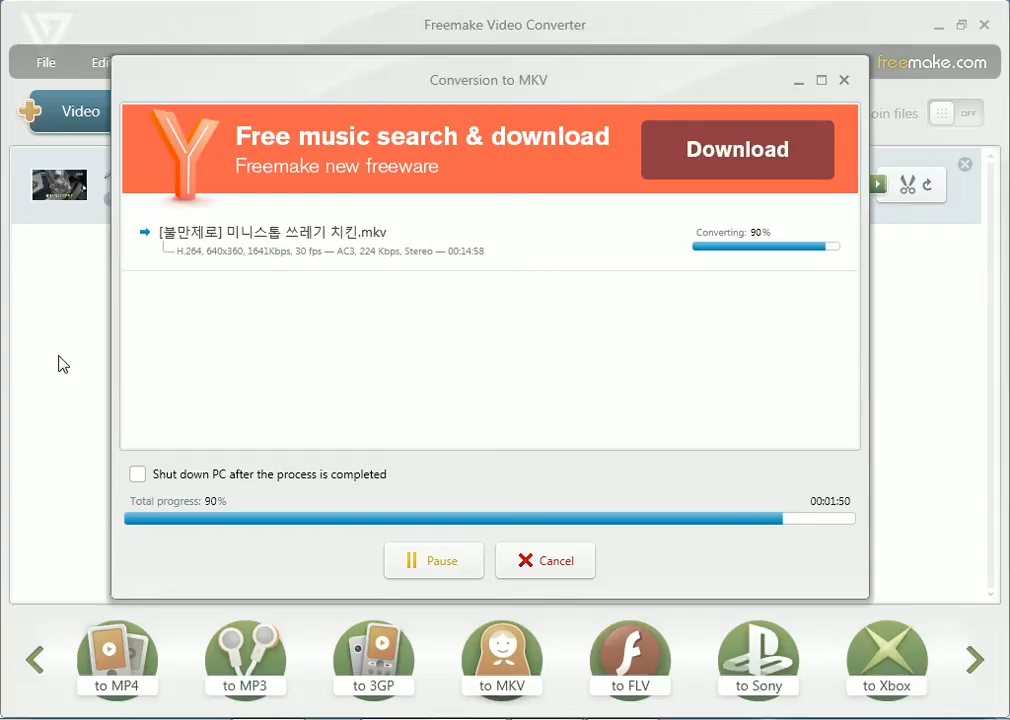 Freemake Video Converter
File
freemake.com
Conversion to MKV
Video
Free music search & download
Freemake new freeware
Download
oin files
OFF
[불만제로] 미니스톱 쓰레기 치킨.mkv
H.264, 640x360, 1641Kbps, 30 fps — AC3, 224 Kbps, Stereo — 00:14:58
Converting: 90%
Shut down PC after the process is completed
Total progress: 90%
00:01:50
Pause
Cancel
to MP4
to MP3
to 3GP
to MKV
to FLV
to Sony
to Xbox